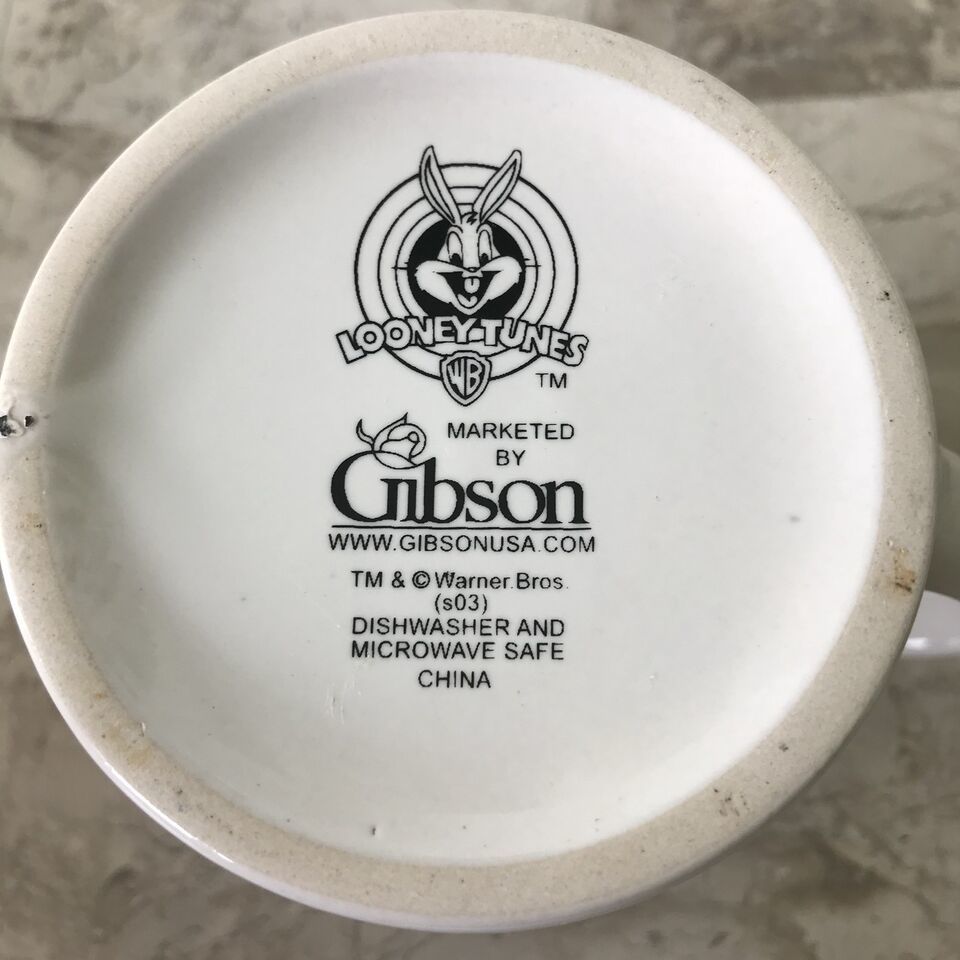 LOONEY TUNES
WB
TM
MARKETED
BY
Gibson
WWW.GIBSONUSA.COM
TM & © Warner.Bros.
(s03)
DISHWASHER AND
MICROWAVE SAFE
CHINA